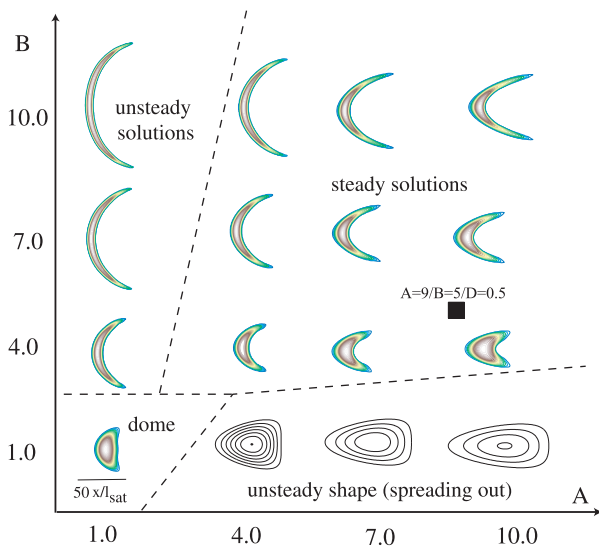 B
10.0
unsteady
solutions
steady solutions
7.0
A=9/B=5/D=0.5
4.0
dome
1.0
50 x/l_sat
unsteady shape (spreading out)
A
1.0 4.0 7.0 10.0